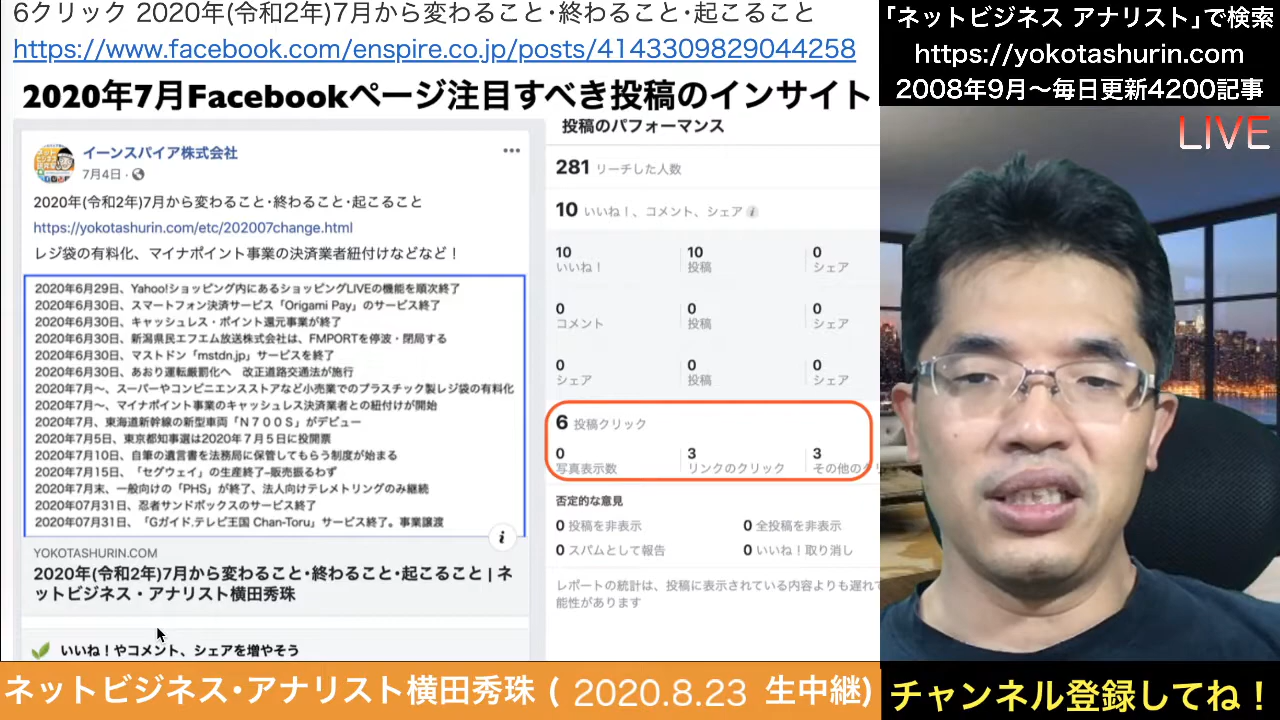 6クリック 2020年(令和2年)7月から変わること･終わること･起こること
https://www.facebook.com/enspire.co.jp/posts/4143309829044258
2020年7月Facebookページ注目すべき投稿のインサイト
イーンスパイア株式会社
7月4日
2020年(令和2年)7月から変わること･終わること･起こること
https://yokotashurin.com/etc/202007change.html
レジ袋の有料化、マイナポイント事業の決済業者紐付けなどなど！
2020年6月29日、Yahoo!ショッピング内にあるショッピングLIVEの機能を順次終了
2020年6月30日、スマートフォン決済サービス「Origami Pay」のサービス終了
2020年6月30日、キャッシュレス・ポイント還元事業が終了
2020年6月30日、新潟県民エフエム放送株式会社は、FMPORTを停波・閉局する
2020年6月30日、マストドン「mstdn.jp」サービスを終了
2020年6月30日、あおり運転厳罰化へ 改正道路交通法が施行
2020年7月〜、スーパーやコンビニエンスストアなど小売業でのプラスチック製レジ袋の有料化
2020年7月〜、マイナポイント事業のキャッシュレス決済業者との紐付けが開始
2020年7月、東海道新幹線の新型車両「Ｎ７００Ｓ」がデビュー
2020年7月5日、東京都知事選は2020年７月５日に投開票
2020年7月10日、自筆の遺言書を法務局に保管してもらう制度が始まる
2020年7月15日、「セグウェイ」の生産終了–販売振るわず
2020年7月末、一般向けの「PHS」が終了、法人向けテレメトリングのみ継続
2020年07月31日、忍者サンドボックスのサービス終了
2020年07月31日、「Gガイド.テレビ王国 Chan-Toru」サービス終了。事業譲渡
YOKOTASHURIN.COM
2020年(令和2年)7月から変わること･終わること･起こること | ネ
ットビジネス・アナリスト横田秀珠
いいね！やコメント、シェアを増やそう
投稿のパフォーマンス
281 リーチした人数
10 いいね！、コメント、シェア
10 10 0
いいね！ 投稿 シェア
0 0 0
コメント 投稿 シェア
0 0 0
シェア 投稿 シェア
6 投稿クリック
0 3 3
写真表示数 リンクのクリック その他のクリ
否定的な意見
0 投稿を非表示 0 全投稿を非表示
0 スパムとして報告 0 いいね！取り消し
レポートの統計は、投稿に表示されている内容よりも遅れて
能性があります
「ネットビジネス アナリスト」で検索
https://yokotashurin.com
2008年9月〜毎日更新4200記事
LIVE
ネットビジネス･アナリスト横田秀珠 ( 2020.8.23 生中継)
チャンネル登録してね！